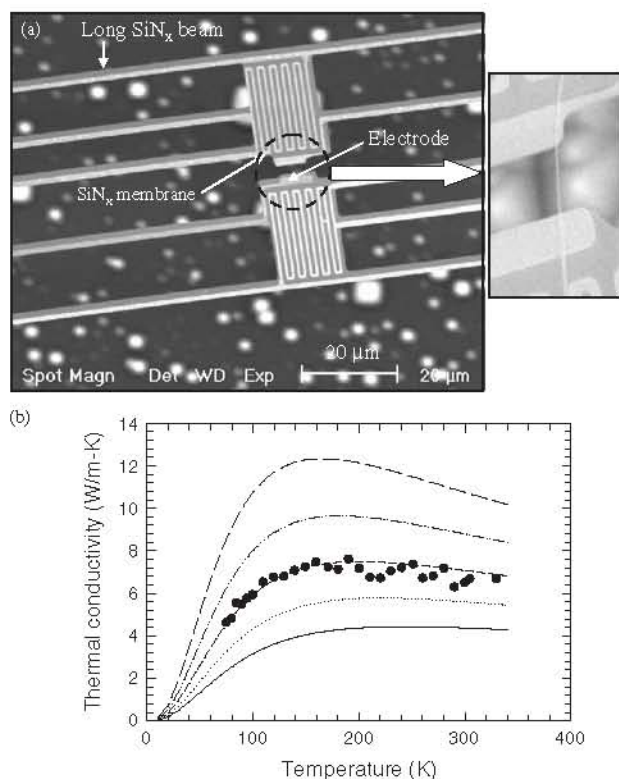 (a)
Long SiNx beam
Electrode
SiNx membrane
20 µm
Spot Magn Det WD Exp 20 µm
(b)
Thermal conductivity (W/m-K)
14
12
10
8
6
4
2
0
0 100 200 300 400
Temperature (K)